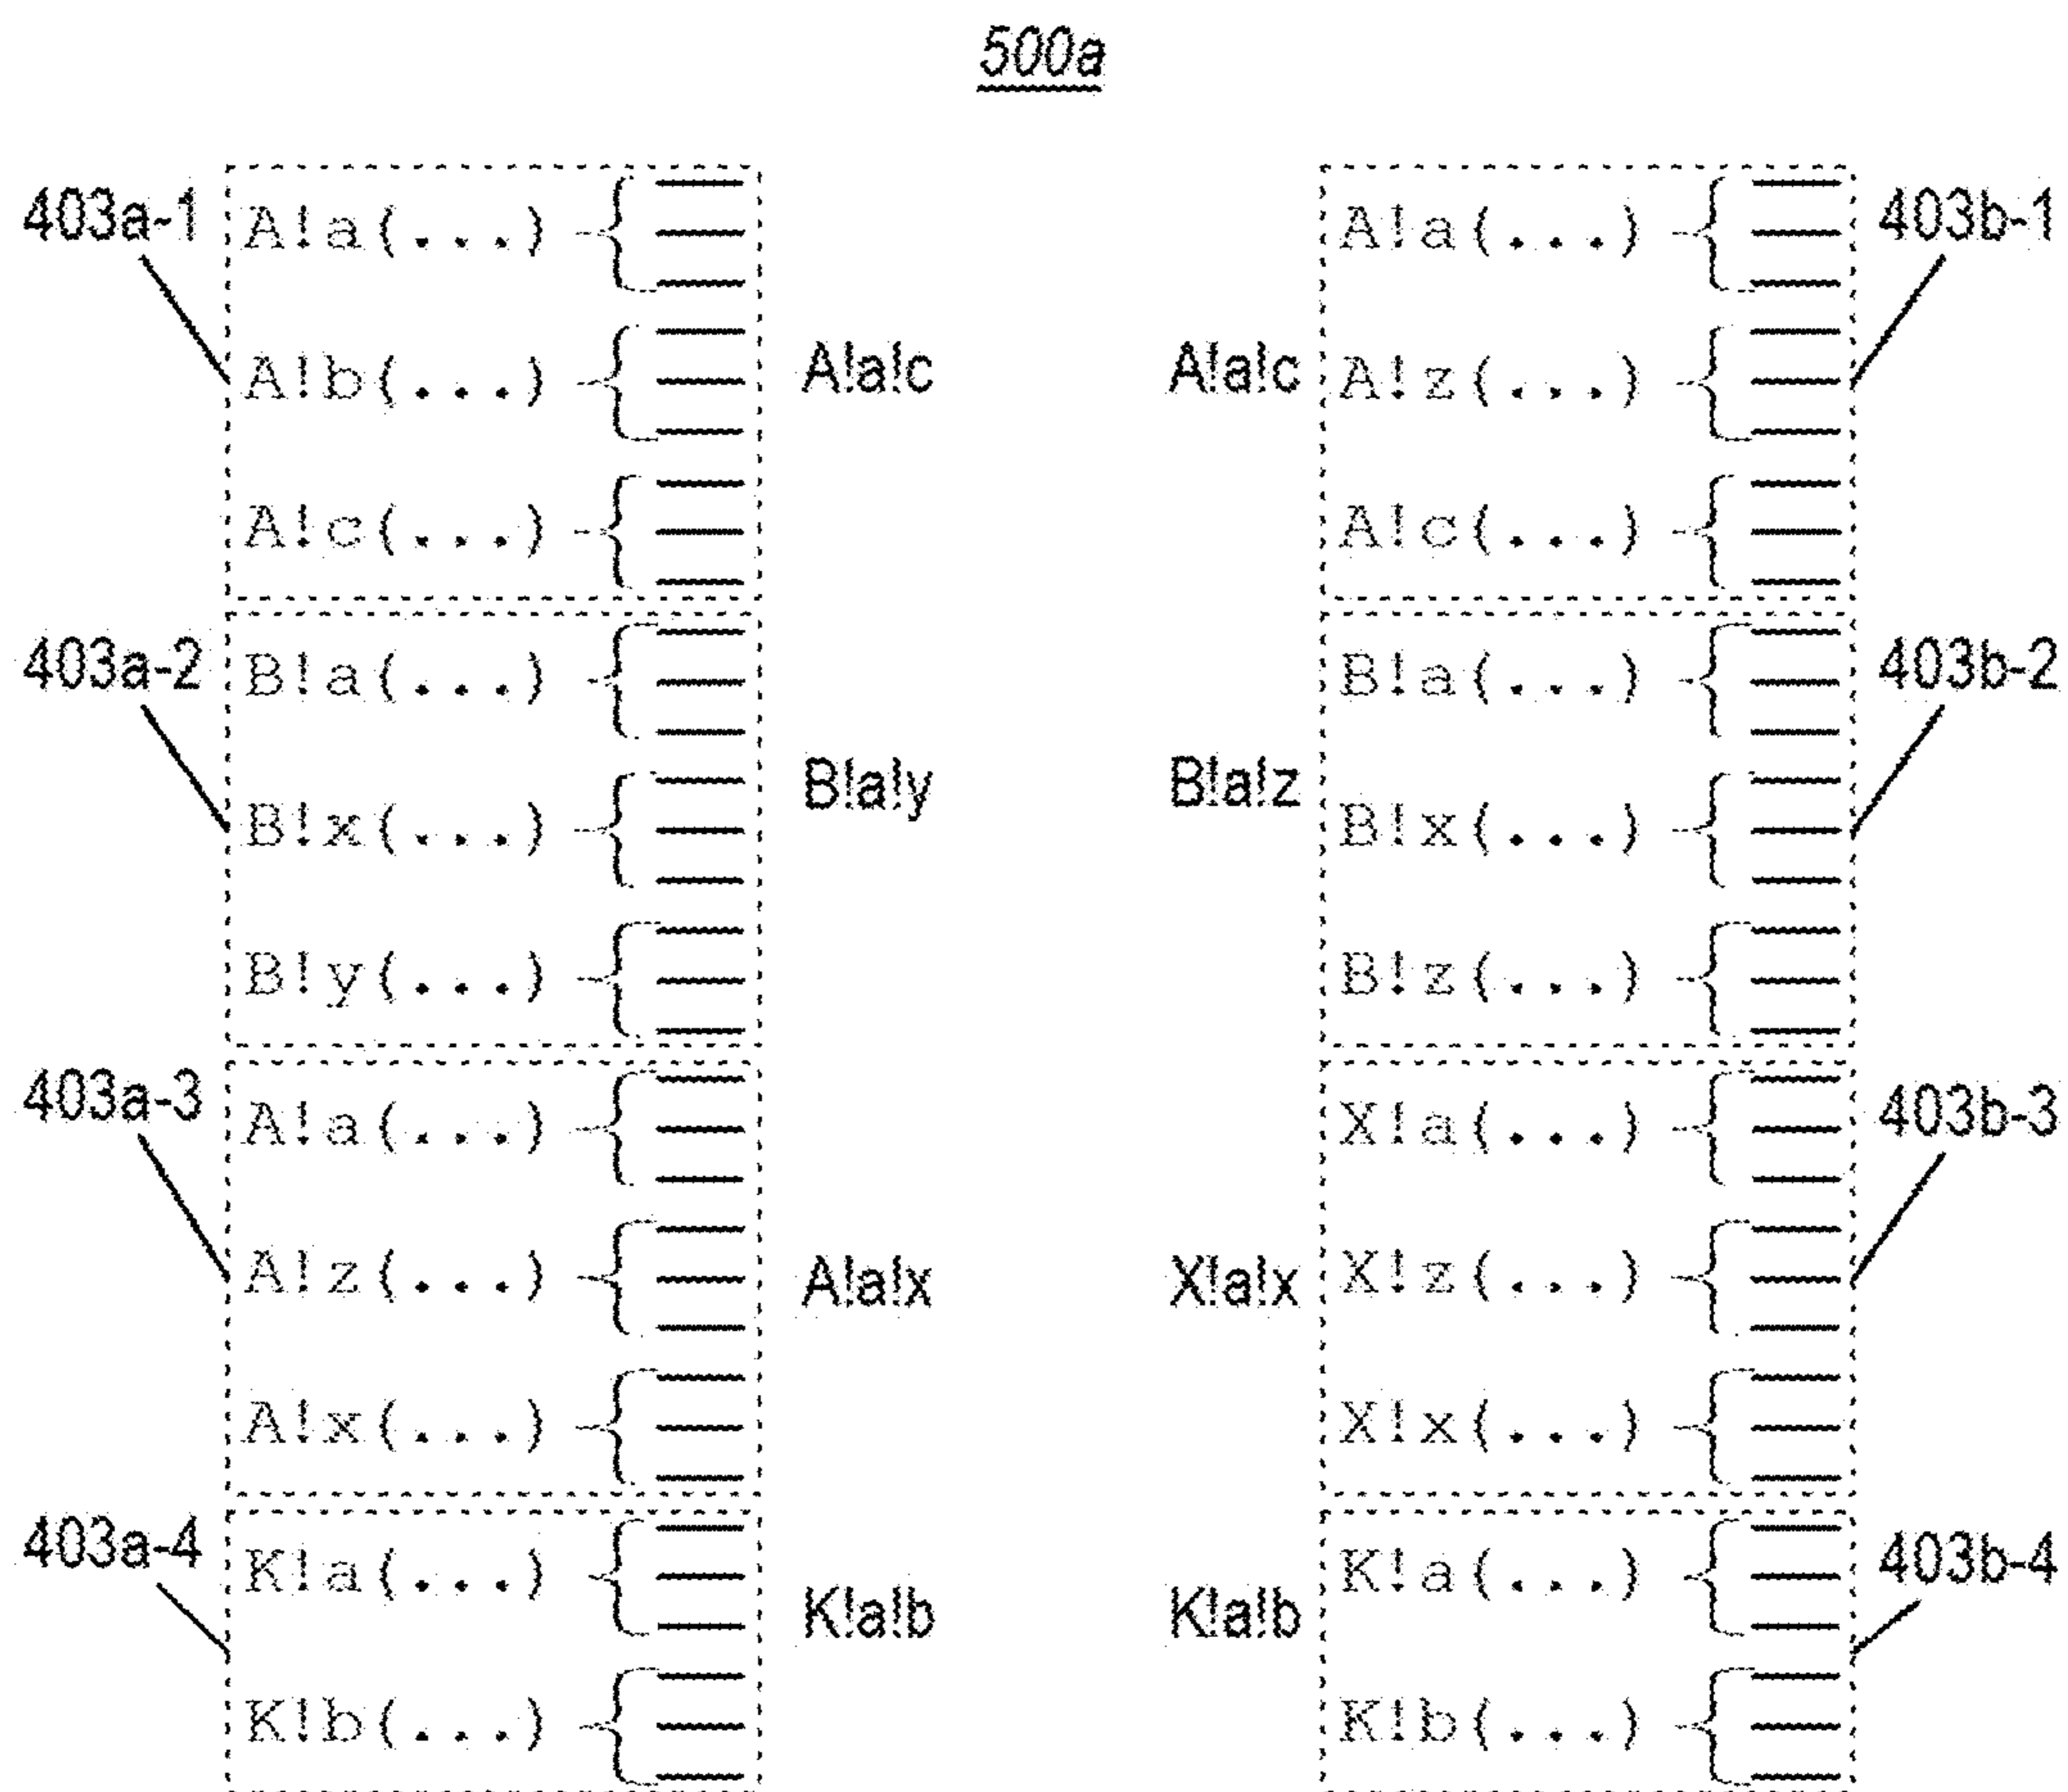 500a
403a-1 A!a(...) A!a(...) 403b-1
A!b(...) A!a!c A!a!c A!z(...)
A!c(...) A!c(...)
403a-2 B!a(...) B!a(...) 403b-2
B!x(...) B!a!y B!a!z B!x(...)
B!y(...) B!z(...)
403a-3 A!a(...) X!a(...) 403b-3
A!z(...) A!a!x X!a!x X!z(...)
A!x(...) X!x(...)
403a-4 K!a(...) K!a!b K!a!b K!a(...) 403b-4
K!b(...) K!b(...)